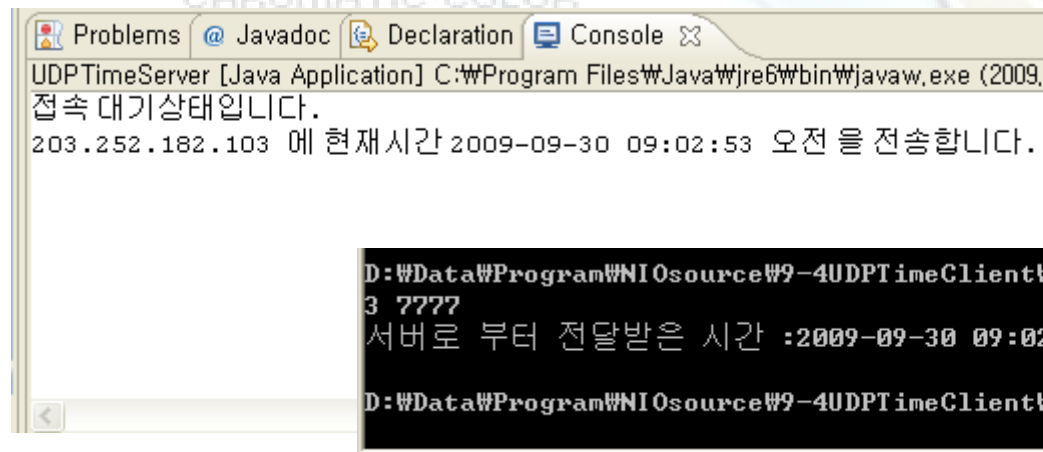 CHROMATIC COLOR
Problems @ Javadoc Declaration Console
UDPTimeServer [Java Application] C:₩Program Files₩Java₩jre6₩bin₩javaw.exe (2009,
접속 대기상태입니다.
203.252.182.103 에 현재시간 2009-09-30 09:02:53 오전 을 전송합니다.
D:₩Data₩Program₩NIOsource₩9-4UDPTimeClient₩
3 7777
서버로 부터 전달받은 시간 :2009-09-30 09:02
D:₩Data₩Program₩NIOsource₩9-4UDPTimeClient₩